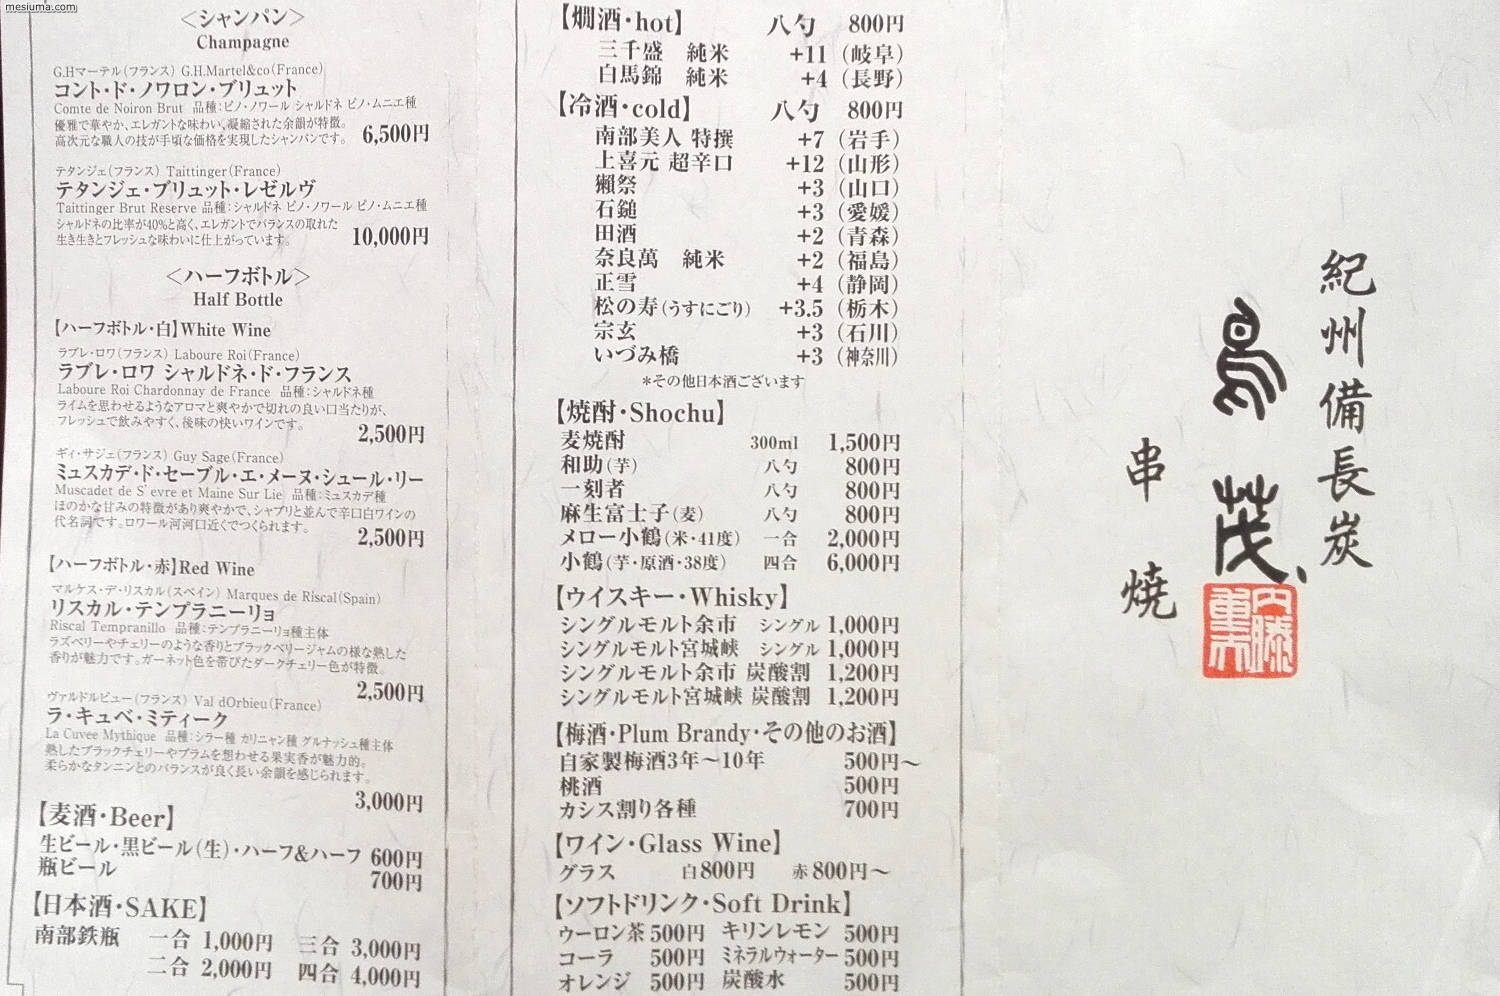 mesiuma.com
＜シャンパン＞
Champagne
G.Hマーテル(フランス) G.H.Martel&co(France)
コント・ド・ノワロン・ブリュット
Comte de Noiron Brut 品種:ピノ・ノワール シャルドネ ピノ・ムニエ種
優雅で華やか、エレガントな味わい、凝縮された余韻が特徴。
高次元な職人の技が手頃な価格を実現したシャンパンです。 6,500円
テタンジェ(フランス) Taittinger(France)
テタンジェ・ブリュット・レゼルヴ
Taittinger Brut Reserve 品種:シャルドネ ピノ・ノワール ピノ・ムニエ種
シャルドネの比率が40%と高く、エレガントでバランスの取れた
生き生きとフレッシュな味わいに仕上がっています。 10,000円
＜ハーフボトル＞
Half Bottle
【ハーフボトル・白】White Wine
ラブレ・ロワ(フランス) Laboure Roi(France)
ラブレ・ロワ シャルドネ・ド・フランス
Laboure Roi Chardonnay de France 品種:シャルドネ種
ライムを思わせるようなアロマと爽やかで切れの良い口当たりが、
フレッシュで飲みやすく、後味の快いワインです。
2,500円
ギィ・サジェ(フランス) Guy Sage(France)
ミュスカデ・ド・セーブル・エ・メーヌ・シュール・リー
Muscadet de S'evre et Maine Sur Lie 品種:ミュスカデ種
ほのかな甘みの特徴があり爽やかで、シャブリと並んで辛口白ワインの
代名詞です。ロワール河河口近くでつくられます。
2,500円
【ハーフボトル・赤】Red Wine
マルケス・デ・リスカル(スペイン) Marques de Riscal(Spain)
リスカル・テンプラニーリョ
Riscal Tempranillo 品種:テンプラニーリョ種主体
ラズベリーやチェリーのような香りとブラックベリージャムの様な熟した
香りが魅力です。ガーネット色を帯びたダークチェリー色が特徴。
2,500円
ヴァルドルビュー(フランス) Val dOrbieu(France)
ラ・キュベ・ミティーク
La Cuvee Mythique 品種:シラー種 カリニャン種 グルナッシュ種主体
熟したブラックチェリーやプラムを想わせる果実香が魅力的。
柔らかなタンニンとのバランスが良く長い余韻を感じられます。
3,000円
【麦酒・Beer】
生ビール・黒ビール(生)・ハーフ&ハーフ 600円
瓶ビール 700円
【日本酒・SAKE】
南部鉄瓶 一合 1,000円 三合 3,000円
二合 2,000円 四合 4,000円
【燗酒・hot】 八勺 800円
三千盛 純米 +11 (岐阜)
白馬錦 純米 +4 (長野)
【冷酒・cold】 八勺 800円
南部美人 特撰 +7 (岩手)
上喜元 超辛口 +12 (山形)
獺祭 +3 (山口)
石鎚 +3 (愛媛)
田酒 +2 (青森)
奈良萬 純米 +2 (福島)
正雪 +4 (静岡)
松の寿(うすにごり) +3.5 (栃木)
宗玄 +3 (石川)
いづみ橋 +3 (神奈川)
*その他日本酒ございます
【焼酎・Shochu】
麦焼酎 300ml 1,500円
和助(芋) 八勺 800円
一刻者 八勺 800円
麻生富士子(麦) 八勺 800円
メロー小鶴(米・41度) 一合 2,000円
小鶴(芋・原酒・38度) 四合 6,000円
【ウイスキー・Whisky】
シングルモルト余市 シングル 1,000円
シングルモルト宮城峡 シングル 1,000円
シングルモルト余市 炭酸割 1,200円
シングルモルト宮城峡 炭酸割 1,200円
【梅酒・Plum Brandy・その他のお酒】
自家製梅酒3年～10年 500円～
桃酒 500円
カシス割り各種 700円
【ワイン・Glass Wine】
グラス 白800円 赤800円～
【ソフトドリンク・Soft Drink】
ウーロン茶 500円 キリンレモン 500円
コーラ 500円 ミネラルウォーター 500円
オレンジ 500円 炭酸水 500円
紀州備長炭
鳥茂
串焼